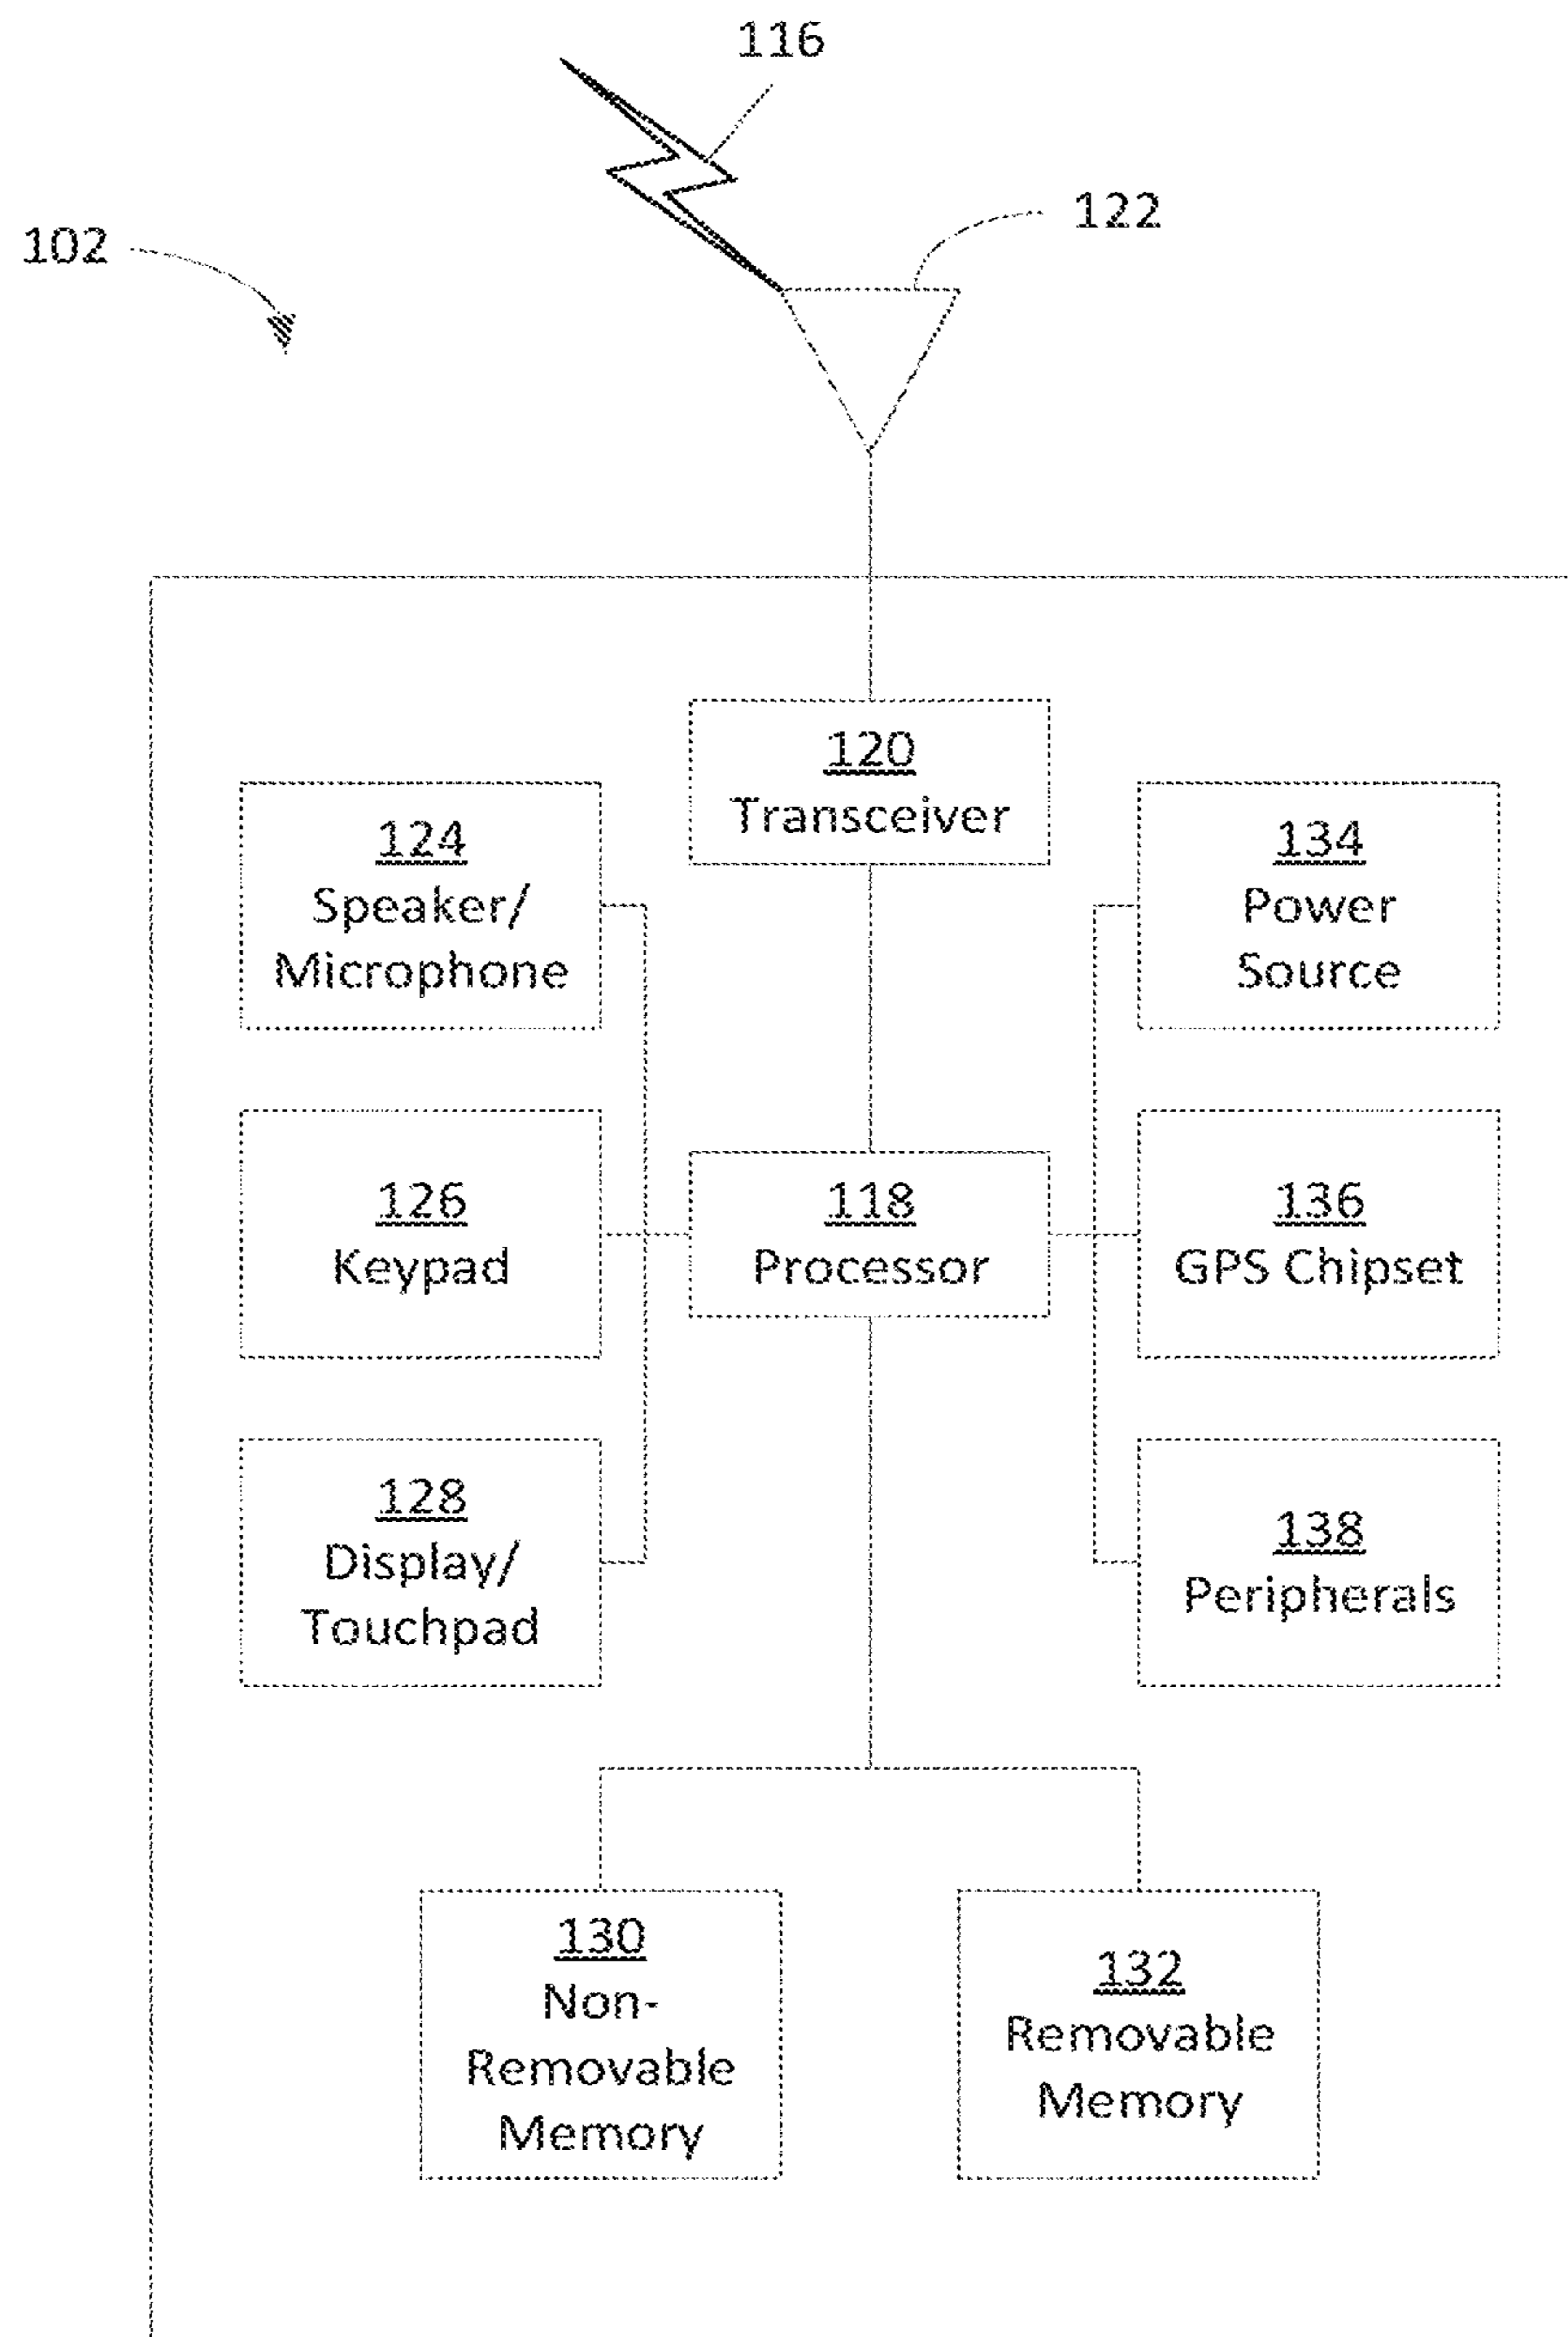 116
122
102
120
Transceiver
124
Speaker/
Microphone
134
Power
Source
126
Keypad
118
Processor
136
GPS Chipset
128
Display/
Touchpad
138
Peripherals
130
Non-
Removable
Memory
132
Removable
Memory